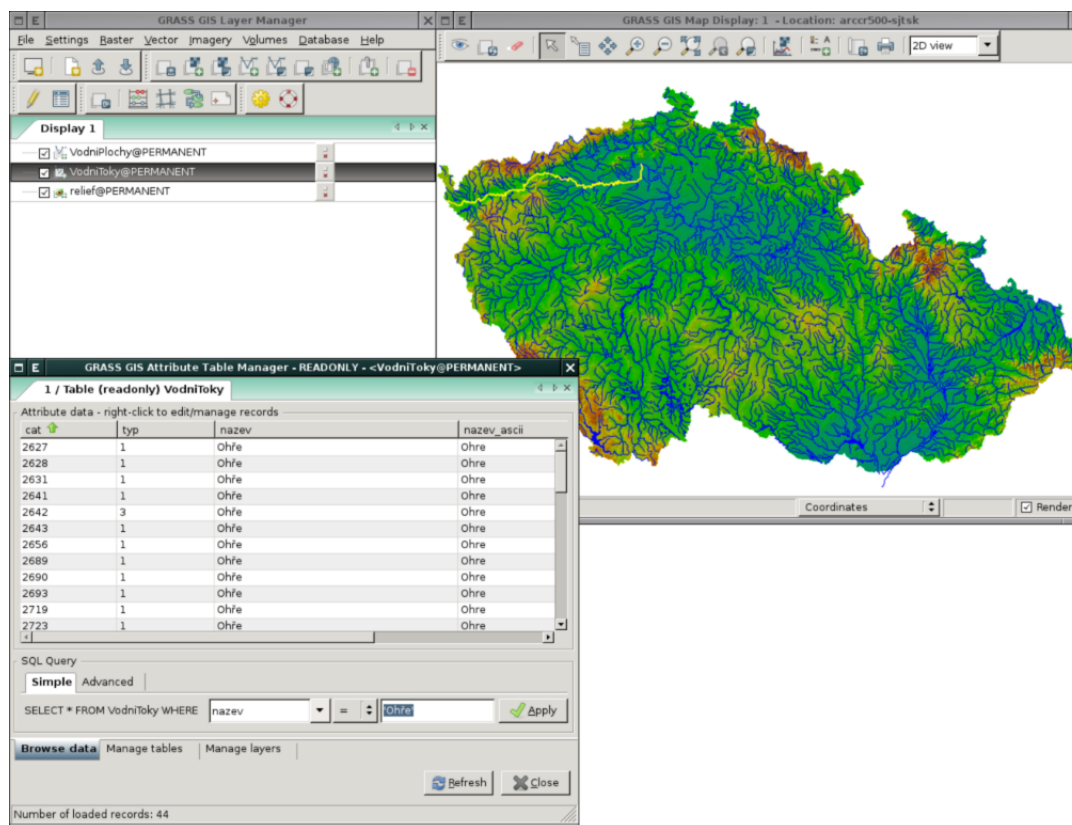 GRASS GIS Layer Manager
File Settings Raster Vector Imagery Volumes Database Help
Display 1
VodniPlochy@PERMANENT
VodniToky@PERMANENT
relief@PERMANENT
GRASS GIS Map Display: 1 - Location: arccr500-sjtsk
2D view
Coordinates
Render
GRASS GIS Attribute Table Manager - READONLY - <VodniToky@PERMANENT>
1 / Table (readonly) VodniToky
Attribute data - right-click to edit/manage records
cat typ nazev nazev_ascii
2627 1 Ohře Ohre
2628 1 Ohře Ohre
2631 1 Ohře Ohre
2641 1 Ohře Ohre
2642 3 Ohře Ohre
2643 1 Ohře Ohre
2656 1 Ohře Ohre
2689 1 Ohře Ohre
2690 1 Ohře Ohre
2693 1 Ohře Ohre
2719 1 Ohře Ohre
2723 1 Ohře Ohre
SQL Query
Simple Advanced
SELECT * FROM VodniToky WHERE nazev = 'Ohře' Apply
Browse data Manage tables Manage layers
Refresh Close
Number of loaded records: 44